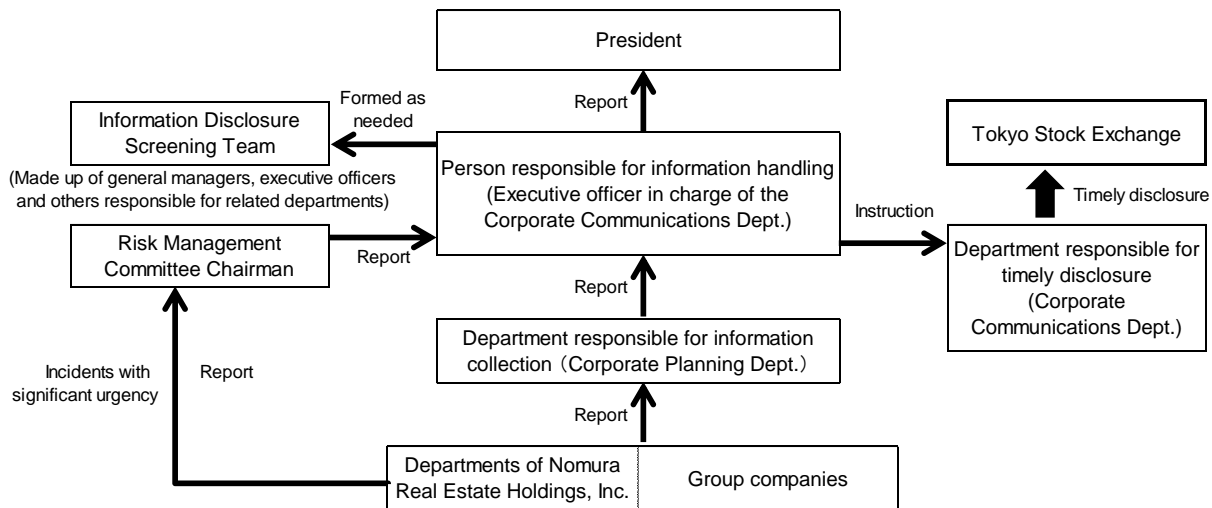 President
Report
Formed as
needed
Information Disclosure
Screening Team
(Made up of general managers, executive officers
and others responsible for related departments)
Person responsible for information handling
(Executive officer in charge of the
Corporate Communications Dept.)
Tokyo Stock Exchange
Timely disclosure
Instruction
Department responsible for
timely disclosure
(Corporate
Communications Dept.)
Risk Management
Committee Chairman
Report
Report
Department responsible for information
collection（Corporate Planning Dept.）
Incidents with
significant urgency
Report
Report
Departments of Nomura
Real Estate Holdings, Inc.
Group companies